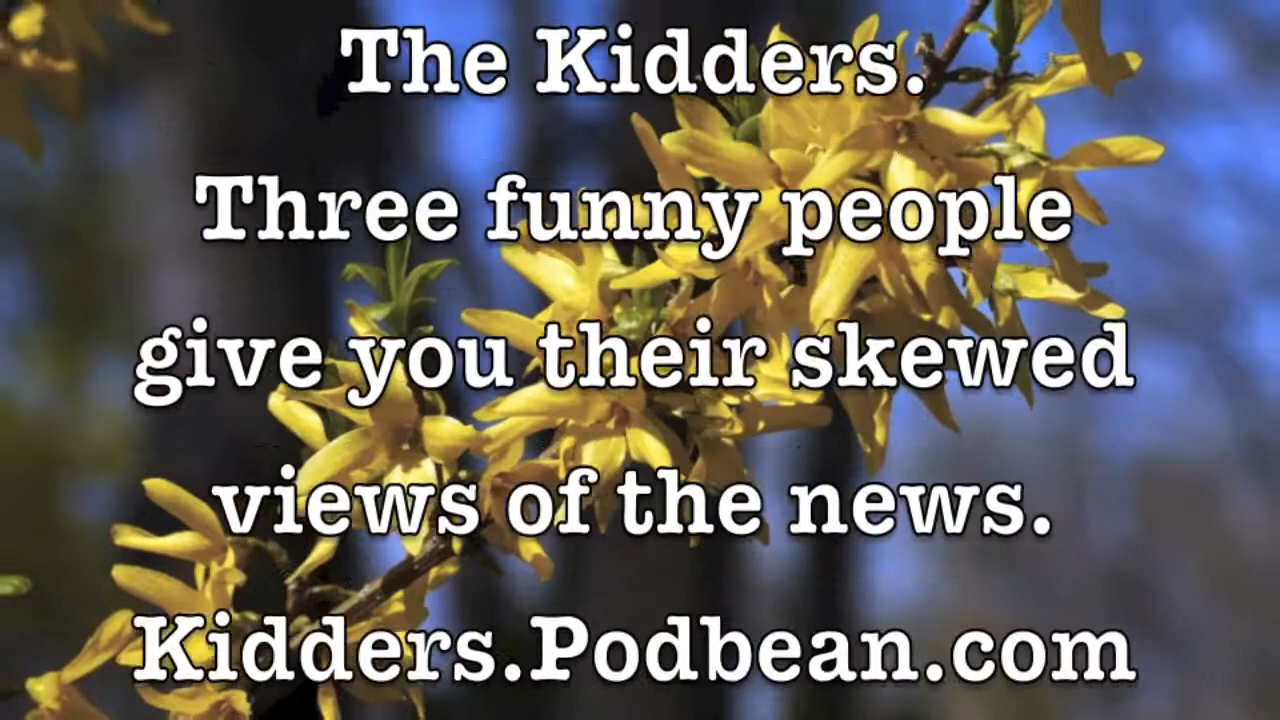 The Kidders.
Three funny people
give you their skewed
views of the news.
Kidders.Podbean.com